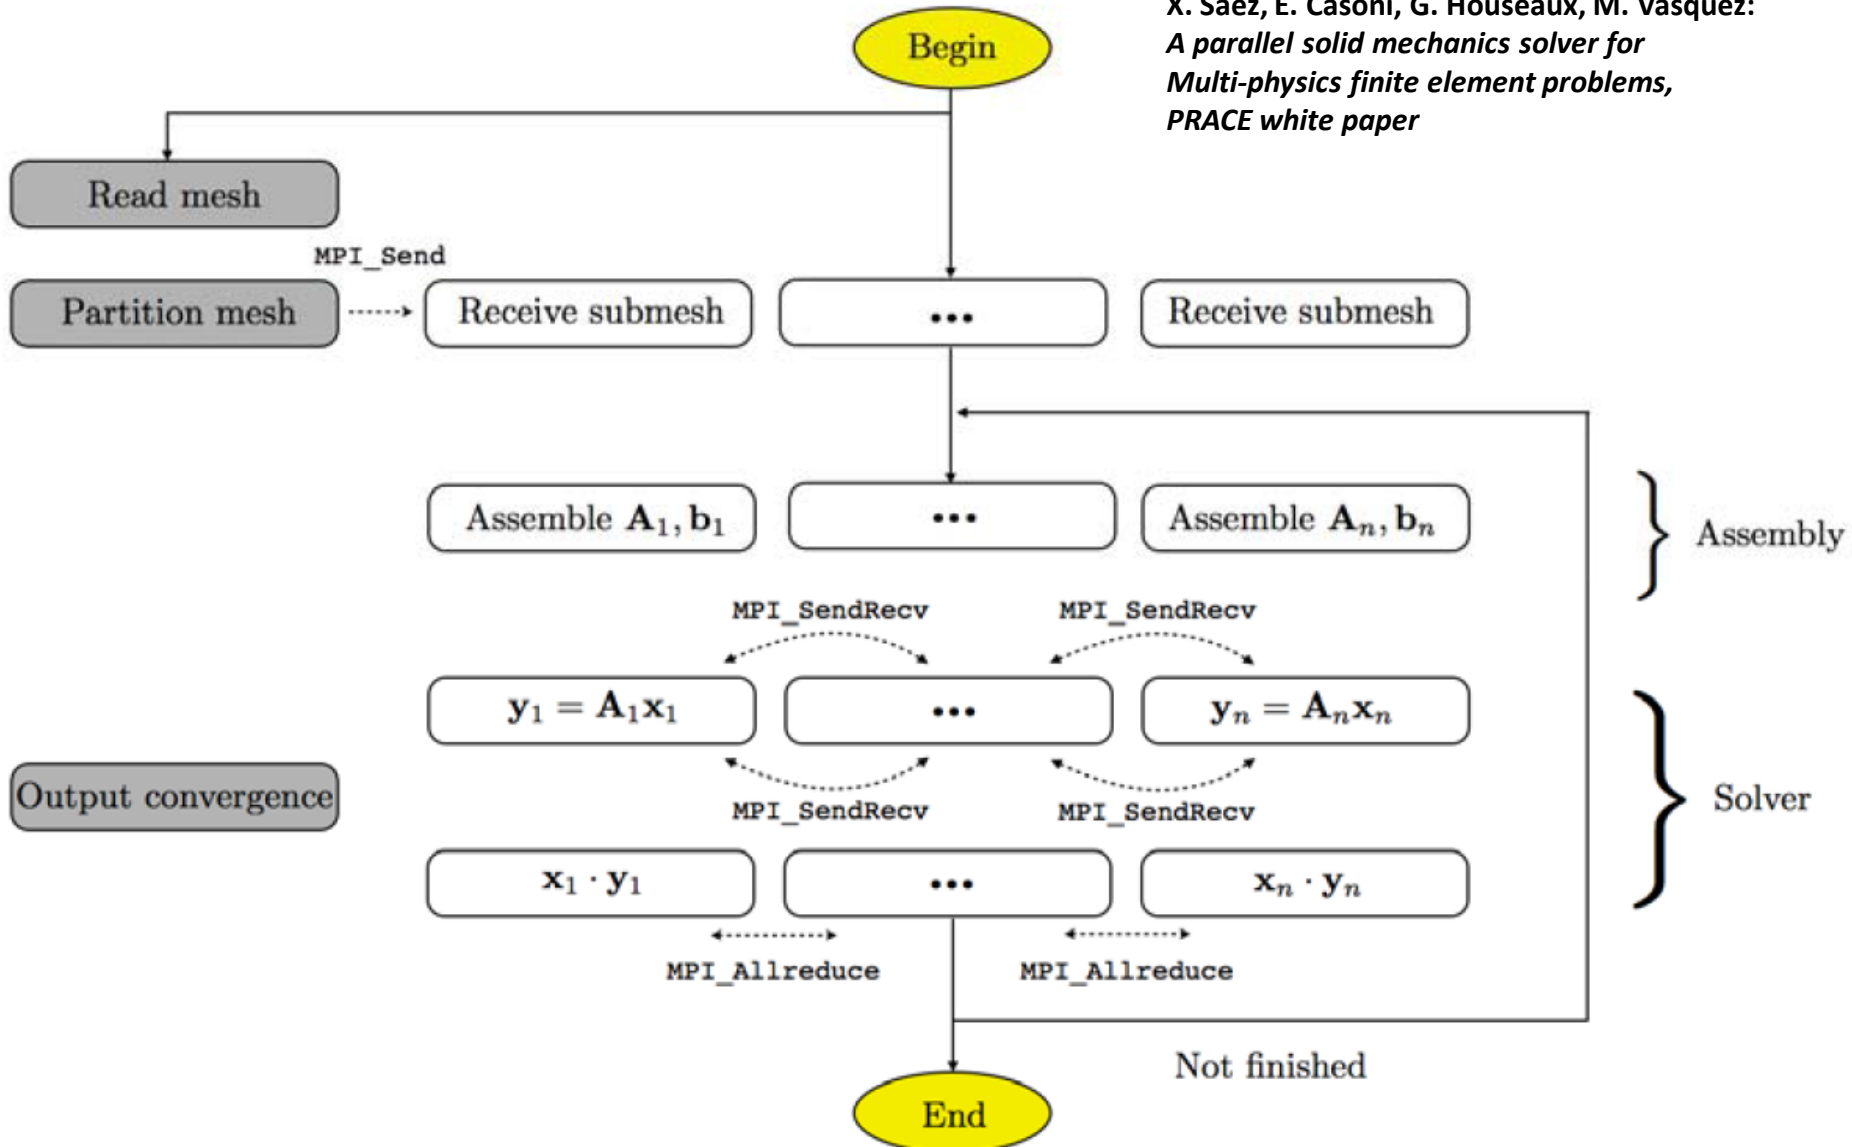 X. Saez, E. Casoni, G. Houseaux, M. Vasquez:
A parallel solid mechanics solver for
Multi-physics finite element problems,
PRACE white paper
Begin
Read mesh
MPI_Send
Partition mesh
Receive submesh
...
Receive submesh
Assemble A₁, b₁
...
Assemble Aₙ, bₙ
Assembly
MPI_SendRecv
MPI_SendRecv
y₁ = A₁x₁
...
yₙ = Aₙxₙ
MPI_SendRecv
MPI_SendRecv
Output convergence
Solver
x₁ · y₁
...
xₙ · yₙ
MPI_Allreduce
MPI_Allreduce
Not finished
End